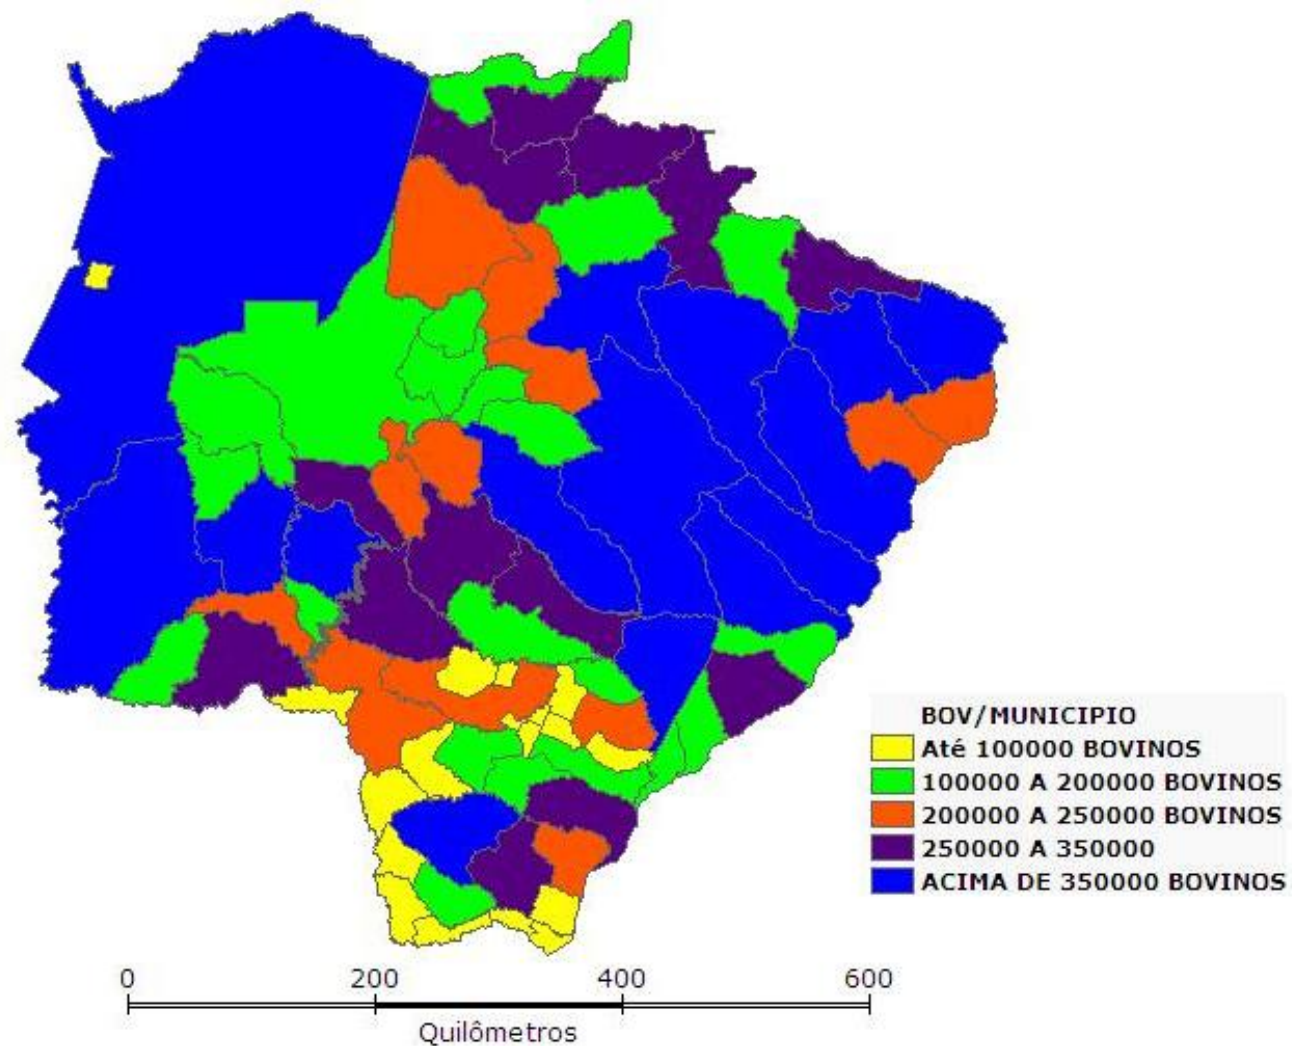 BOV/MUNICIPIO
Até 100000 BOVINOS
100000 A 200000 BOVINOS
200000 A 250000 BOVINOS
250000 A 350000
ACIMA DE 350000 BOVINOS
0 200 400 600
Quilômetros